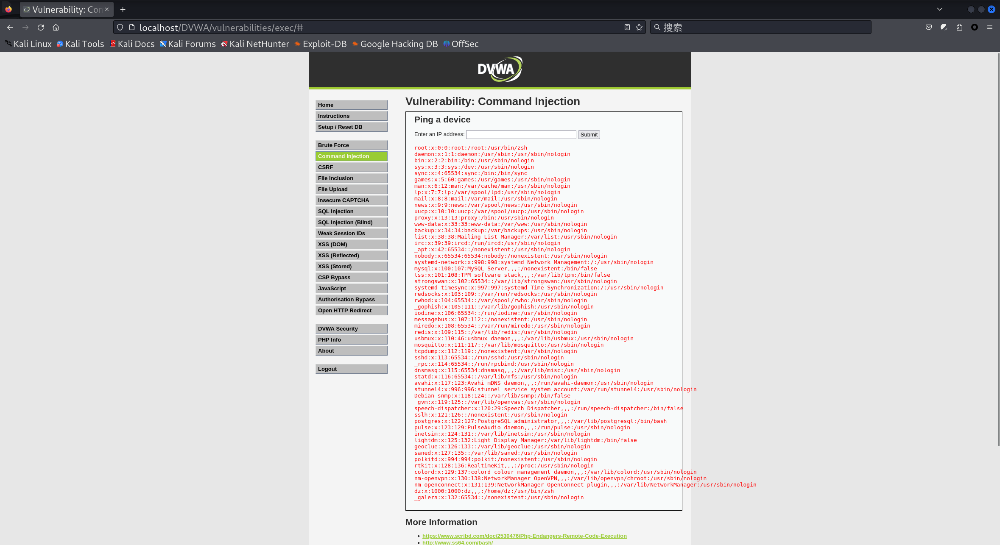 Vulnerability: Com
localhost/DVWA/vulnerabilities/exec/#
搜索
Kali Linux Kali Tools Kali Docs Kali Forums Kali NetHunter Exploit-DB Google Hacking DB OffSec
DVWA
Home
Instructions
Setup / Reset DB
Brute Force
Command Injection
CSRF
File Inclusion
File Upload
Insecure CAPTCHA
SQL Injection
SQL Injection (Blind)
Weak Session IDs
XSS (DOM)
XSS (Reflected)
XSS (Stored)
CSP Bypass
JavaScript
Authorisation Bypass
Open HTTP Redirect
DVWA Security
PHP Info
About
Logout
Vulnerability: Command Injection
Ping a device
Enter an IP address: Submit
root:x:0:0:root:/root:/usr/bin/zsh
daemon:x:1:1:daemon:/usr/sbin:/usr/sbin/nologin
bin:x:2:2:bin:/bin:/usr/sbin/nologin
sys:x:3:3:sys:/dev:/usr/sbin/nologin
sync:x:4:65534:sync:/bin:/bin/sync
games:x:5:60:games:/usr/games:/usr/sbin/nologin
man:x:6:12:man:/var/cache/man:/usr/sbin/nologin
lp:x:7:7:lp:/var/spool/lpd:/usr/sbin/nologin
mail:x:8:8:mail:/var/mail:/usr/sbin/nologin
news:x:9:9:news:/var/spool/news:/usr/sbin/nologin
uucp:x:10:10:uucp:/var/spool/uucp:/usr/sbin/nologin
proxy:x:13:13:proxy:/bin:/usr/sbin/nologin
www-data:x:33:33:www-data:/var/www:/usr/sbin/nologin
backup:x:34:34:backup:/var/backups:/usr/sbin/nologin
list:x:38:38:Mailing List Manager:/var/list:/usr/sbin/nologin
irc:x:39:39:ircd:/run/ircd:/usr/sbin/nologin
_apt:x:42:65534::/nonexistent:/usr/sbin/nologin
nobody:x:65534:65534:nobody:/nonexistent:/usr/sbin/nologin
systemd-network:x:998:998:systemd Network Management:/:/usr/sbin/nologin
mysql:x:100:107:MySQL Server,,,:/nonexistent:/bin/false
tss:x:101:108:TPM software stack,,,:/var/lib/tpm:/bin/false
strongswan:x:102:65534::/var/lib/strongswan:/usr/sbin/nologin
systemd-timesync:x:997:997:systemd Time Synchronization:/:/usr/sbin/nologin
redsocks:x:103:109::/var/run/redsocks:/usr/sbin/nologin
rwhod:x:104:65534::/var/spool/rwho:/usr/sbin/nologin
_gophish:x:105:111::/var/lib/gophish:/usr/sbin/nologin
iodine:x:106:65534::/run/iodine:/usr/sbin/nologin
messagebus:x:107:112::/nonexistent:/usr/sbin/nologin
miredo:x:108:65534::/var/run/miredo:/usr/sbin/nologin
redis:x:109:115::/var/lib/redis:/usr/sbin/nologin
usbmux:x:110:46:usbmux daemon,,,:/var/lib/usbmux:/usr/sbin/nologin
mosquitto:x:111:117::/var/lib/mosquitto:/usr/sbin/nologin
tcpdump:x:112:119::/nonexistent:/usr/sbin/nologin
sshd:x:113:65534::/run/sshd:/usr/sbin/nologin
_rpc:x:114:65534::/run/rpcbind:/usr/sbin/nologin
dnsmasq:x:115:65534:dnsmasq,,,:/var/lib/misc:/usr/sbin/nologin
statd:x:116:65534::/var/lib/nfs:/usr/sbin/nologin
avahi:x:117:123:Avahi mDNS daemon,,,:/run/avahi-daemon:/usr/sbin/nologin
stunnel4:x:996:996:stunnel service system account:/var/run/stunnel4:/usr/sbin/nologin
Debian-snmp:x:118:124::/var/lib/snmp:/bin/false
_gvm:x:119:125::/var/lib/openvas:/usr/sbin/nologin
speech-dispatcher:x:120:29:Speech Dispatcher,,,:/run/speech-dispatcher:/bin/false
sslh:x:121:126::/nonexistent:/usr/sbin/nologin
postgres:x:122:127:PostgreSQL administrator,,,:/var/lib/postgresql:/bin/bash
pulse:x:123:129:PulseAudio daemon,,,:/run/pulse:/usr/sbin/nologin
inetsim:x:124:131::/var/lib/inetsim:/usr/sbin/nologin
lightdm:x:125:132:Light Display Manager:/var/lib/lightdm:/bin/false
geoclue:x:126:133::/var/lib/geoclue:/usr/sbin/nologin
saned:x:127:135::/var/lib/saned:/usr/sbin/nologin
polkitd:x:994:994:polkit:/nonexistent:/usr/sbin/nologin
rtkit:x:128:136:RealtimeKit,,,:/proc:/usr/sbin/nologin
colord:x:129:137:colord colour management daemon,,,:/var/lib/colord:/usr/sbin/nologin
nm-openvpn:x:130:138:NetworkManager OpenVPN,,,:/var/lib/openvpn/chroot:/usr/sbin/nologin
nm-openconnect:x:131:139:NetworkManager OpenConnect plugin,,,:/var/lib/NetworkManager:/usr/sbin/nologin
dz:x:1000:1000:dz,,,:/home/dz:/usr/bin/zsh
_galera:x:132:65534::/nonexistent:/usr/sbin/nologin
More Information
https://www.scribd.com/doc/2530476/Php-Endangers-Remote-Code-Execution
http://www.ss64.com/bash/